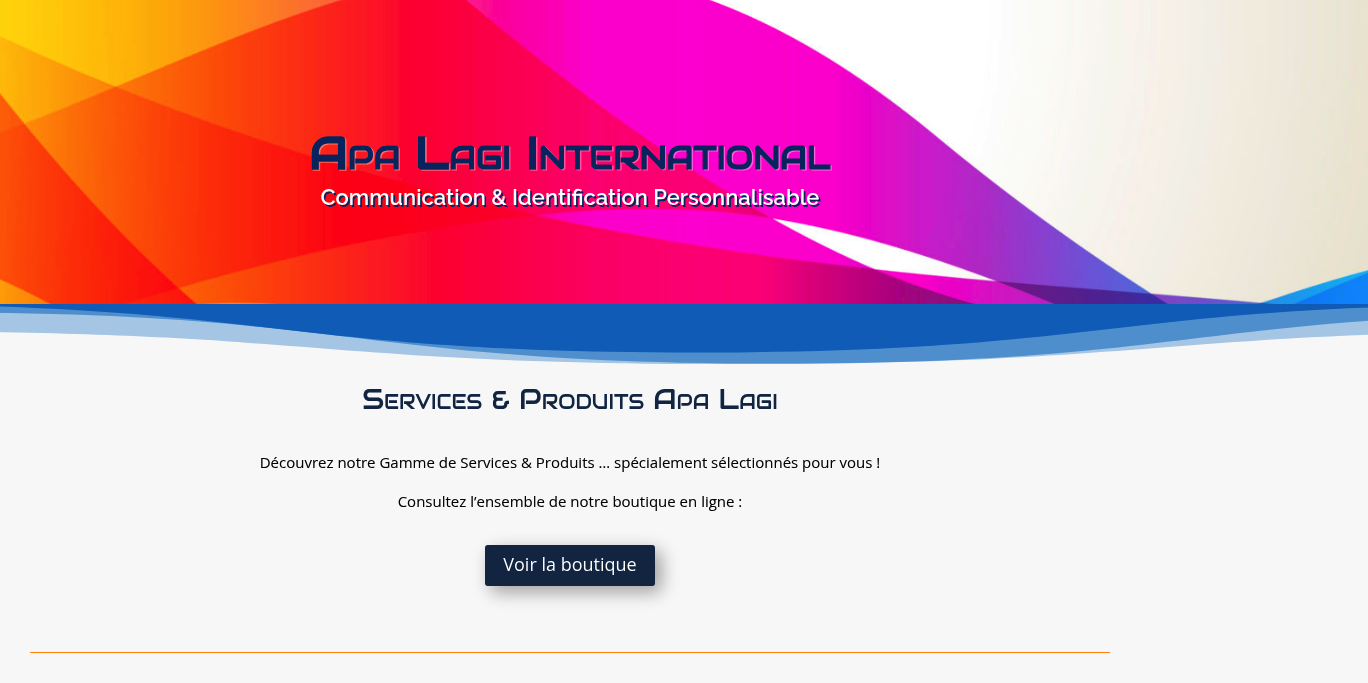 Apa Lagi International
Communication & Identification Personnalisable
Services & Produits Apa Lagi
Découvrez notre Gamme de Services & Produits ... spécialement sélectionnés pour vous !
Consultez l’ensemble de notre boutique en ligne :
Voir la boutique